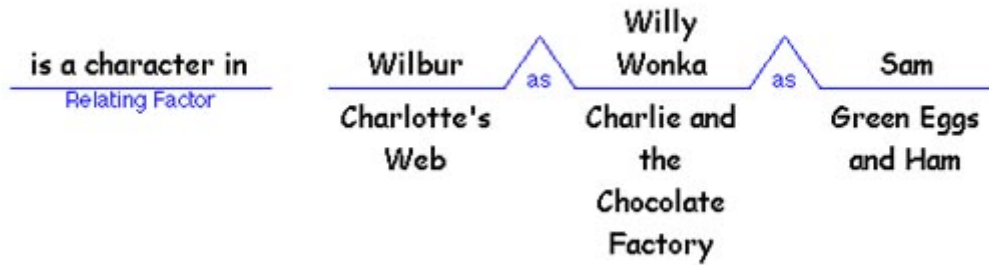 is a character in
Relating Factor
Wilbur
Charlotte's
Web
as
Willy
Wonka
Charlie and
the
Chocolate
Factory
as
Sam
Green Eggs
and Ham